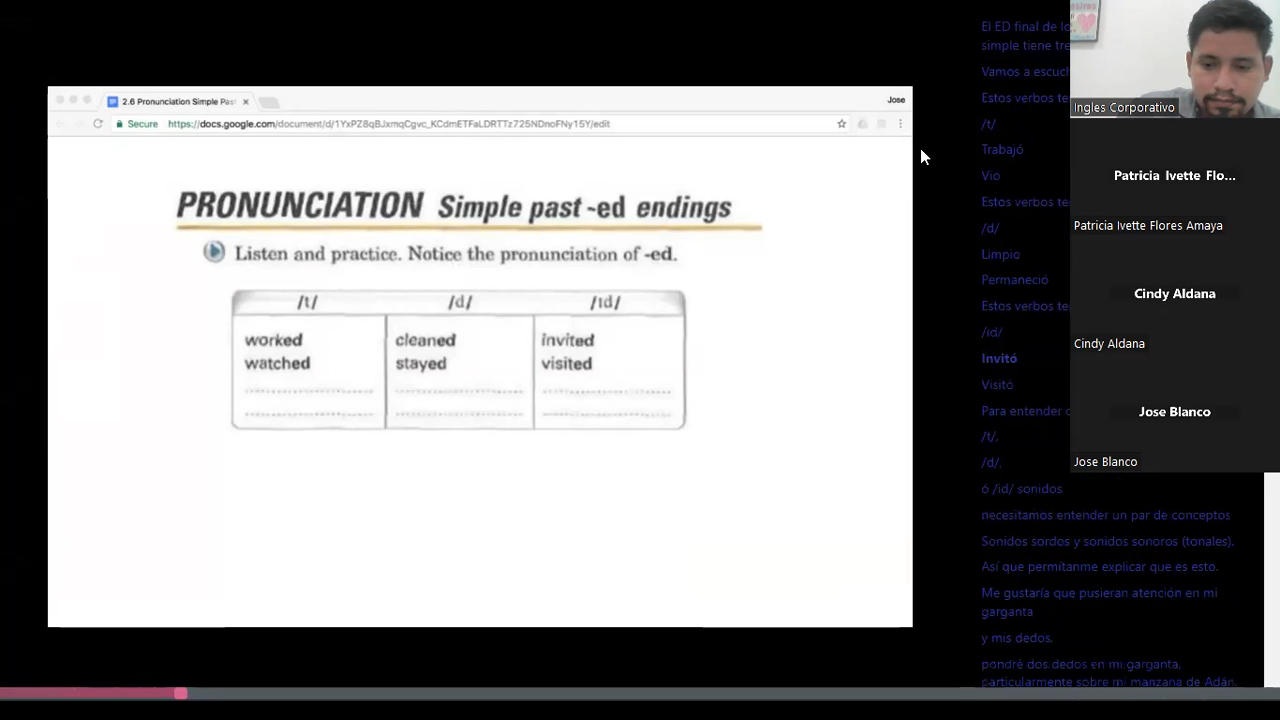 2.6 Pronunciation Simple Pas
Jose
Secure
https://docs.google.com/document/d/1YxPZ8qBJxmqCgvc_KCdmETFaLDRTTz725NDnoFNy15Y/edit
PRONUNCIATION Simple past -ed endings
Listen and practice. Notice the pronunciation of -ed.
/t/ /d/ /ɪd/
worked cleaned invited
watched stayed visited
El ED final de lo
simple tiene tre
Vamos a escuch
Estos verbos te
/t/
Trabajó
Vio
Estos verbos te
/d/
Limpio
Permaneció
Estos verbos te
/ɪd/
Invitó
Visitó
Para entender c
/t/,
/d/,
ó /id/ sonidos
necesitamos entender un par de conceptos
Sonidos sordos y sonidos sonoros (tonales).
Así que permítanme explicar que es esto.
Me gustaría que pusieran atención en mi
garganta
y mis dedos.
pondré dos dedos en mi garganta,
particularmente sobre mi manzana de Adán.
Ingles Corporativo
Patricia Ivette Flo...
Patricia Ivette Flores Amaya
Cindy Aldana
Cindy Aldana
Jose Blanco
Jose Blanco